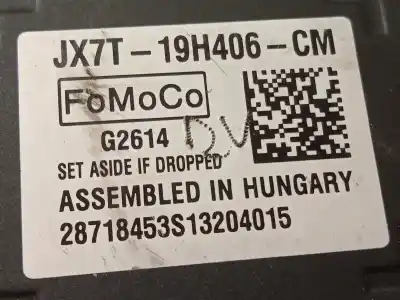 JX7T-19H406-CM
FoMoCo
G2614
D.V
SET ASIDE IF DROPPED
ASSEMBLED IN HUNGARY
28718453S13204015